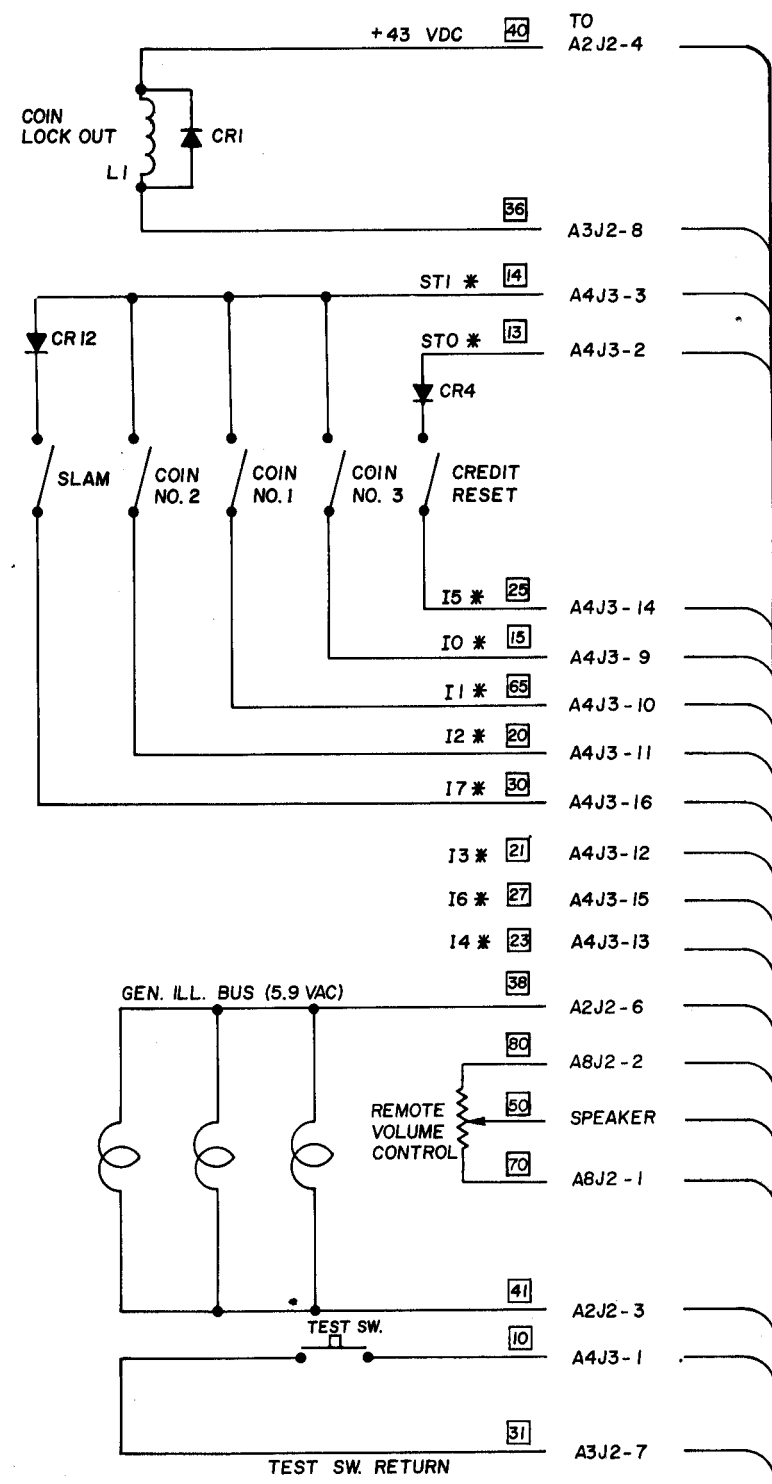 TO
+43 VDC 40 A2J2-4
COIN
LOCK OUT
CR1
L1
36 A3J2-8
ST1 * 14 A4J3-3
ST0 * 13 A4J3-2
CR12
CR4
SLAM
COIN
NO. 2
COIN
NO. 1
COIN
NO. 3
CREDIT
RESET
I5 * 25 A4J3-14
I0 * 15 A4J3-9
I1 * 65 A4J3-10
I2 * 20 A4J3-11
I7 * 30 A4J3-16
I3 * 21 A4J3-12
I6 * 27 A4J3-15
I4 * 23 A4J3-13
GEN. ILL. BUS (5.9 VAC) 38 A2J2-6
80 A8J2-2
REMOTE
VOLUME
CONTROL
50 SPEAKER
70 A8J2-1
41 A2J2-3
TEST SW.
10 A4J3-1
31 A3J2-7
TEST SW. RETURN